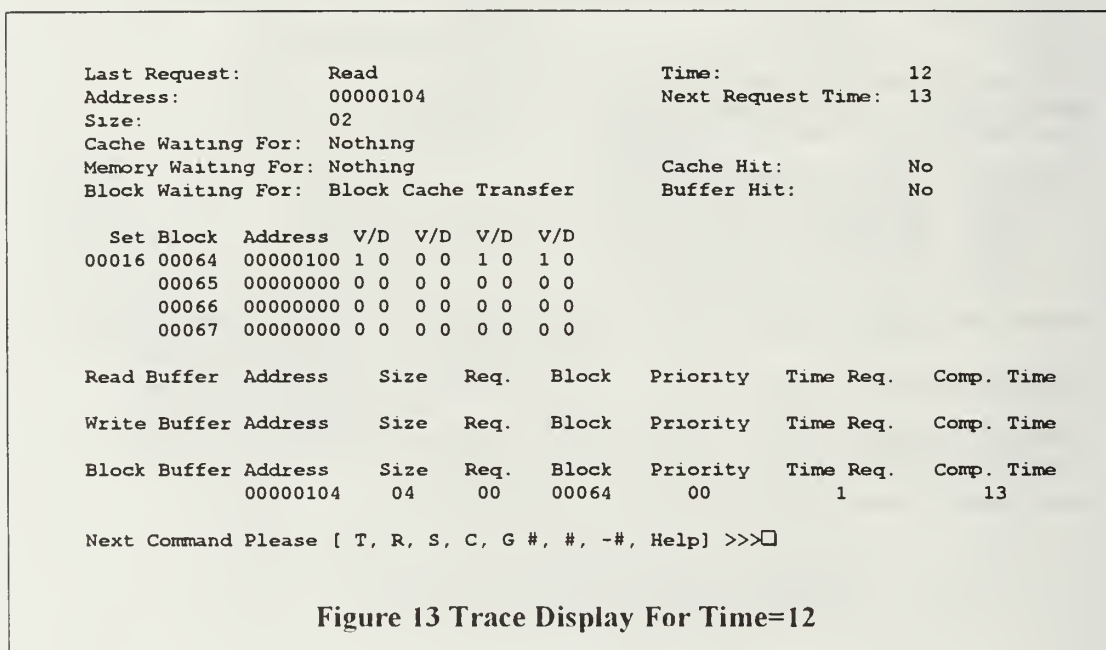 Last Request: Read Time: 12
Address: 00000104 Next Request Time: 13
Size: 02
Cache Waiting For: Nothing
Memory Waiting For: Nothing Cache Hit: No
Block Waiting For: Block Cache Transfer Buffer Hit: No
Set Block Address V/D V/D V/D V/D
00016 00064 00000100 1 0 0 0 1 0 1 0
00065 00000000 0 0 0 0 0 0 0 0
00066 00000000 0 0 0 0 0 0 0 0
00067 00000000 0 0 0 0 0 0 0 0
Read Buffer Address Size Req. Block Priority Time Req. Comp. Time
Write Buffer Address Size Req. Block Priority Time Req. Comp. Time
Block Buffer Address Size Req. Block Priority Time Req. Comp. Time
00000104 04 00 00064 00 1 13
Next Command Please [ T, R, S, C, G #, #, -#, Help] >>>
Figure 13 Trace Display For Time=12